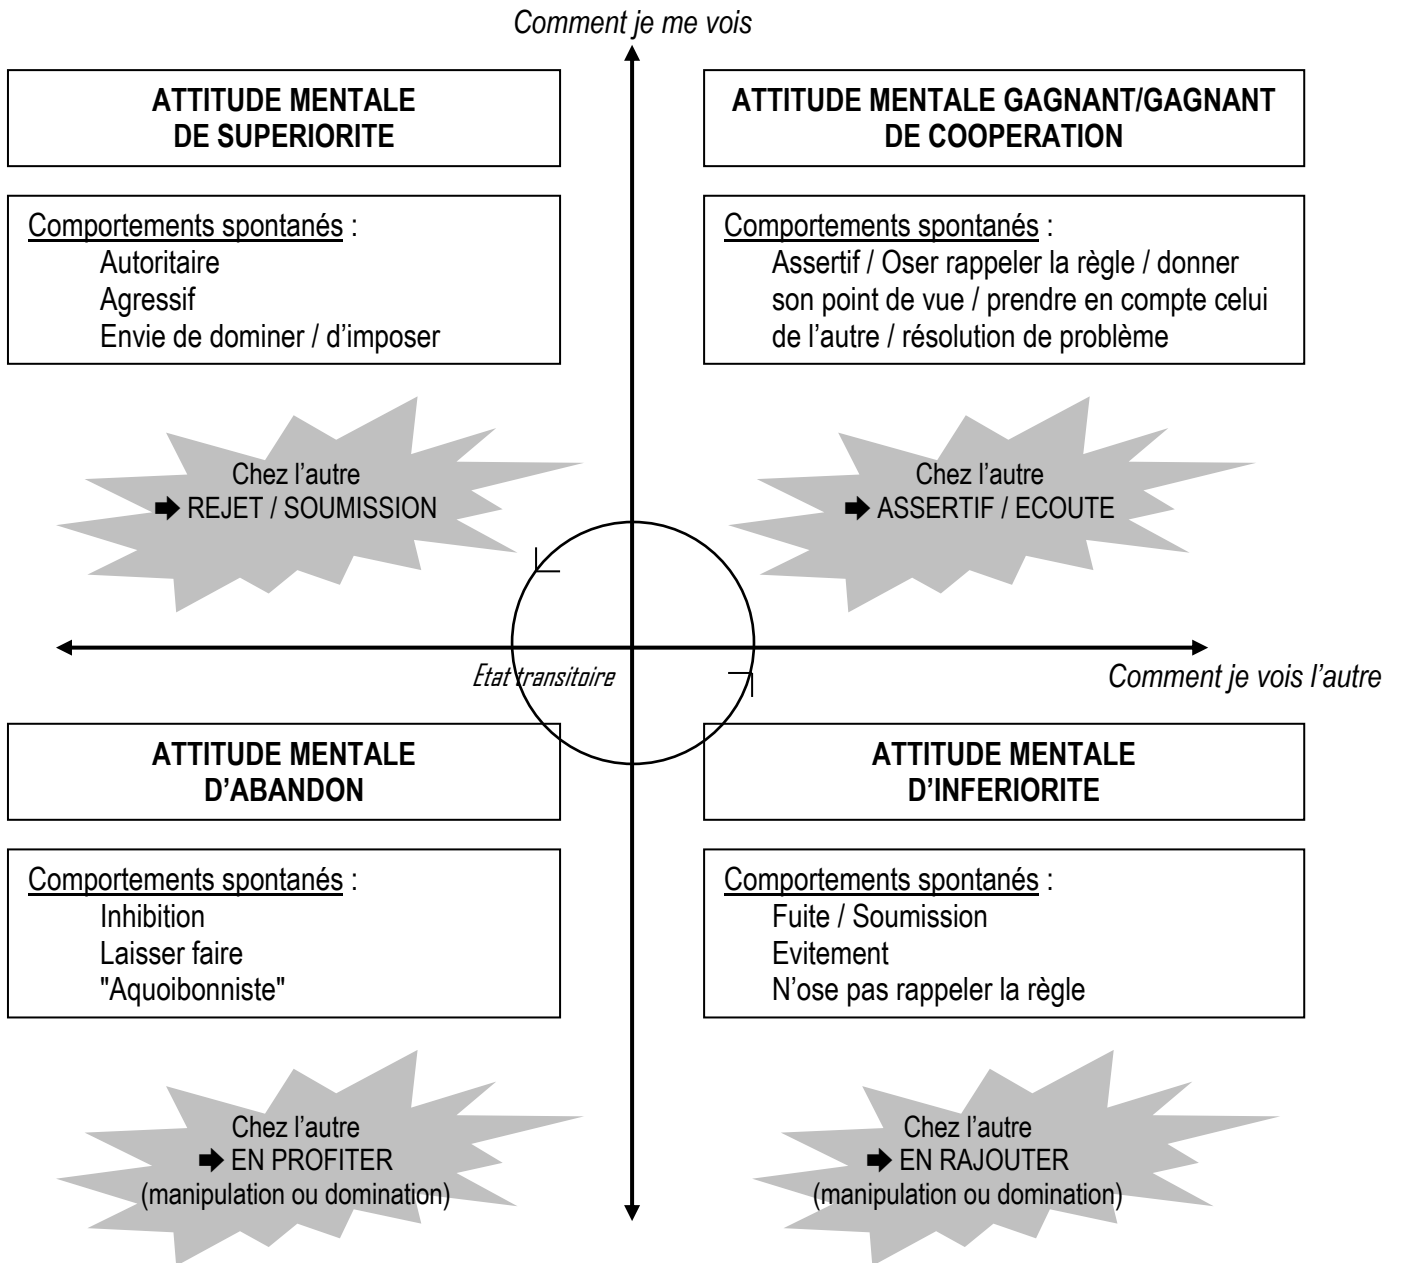 Comment je me vois
ATTITUDE MENTALE
DE SUPERIORITE
ATTITUDE MENTALE GAGNANT/GAGNANT
DE COOPERATION
Comportements spontanés :
Autoritaire
Agressif
Envie de dominer / d'imposer
Comportements spontanés :
Assertif / Oser rappeler la règle / donner
son point de vue / prendre en compte celui
de l'autre / résolution de problème
Chez l'autre
➡ REJET / SOUMISSION
Chez l'autre
➡ ASSERTIF / ECOUTE
Etat transitoire
Comment je vois l'autre
ATTITUDE MENTALE
D'ABANDON
ATTITUDE MENTALE
D'INFERIORITE
Comportements spontanés :
Inhibition
Laisser faire
"Aquoibonniste"
Comportements spontanés :
Fuite / Soumission
Evitement
N'ose pas rappeler la règle
Chez l'autre
➡ EN PROFITER
(manipulation ou domination)
Chez l'autre
➡ EN RAJOUTER
(manipulation ou domination)